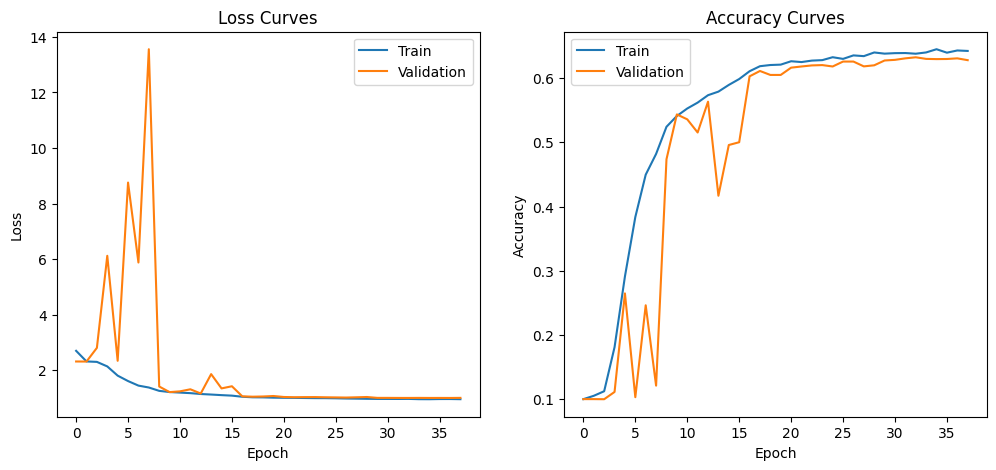 Loss Curves
Train
Validation
14
12
10
8
6
4
2
Loss
0 5 10 15 20 25 30 35
Epoch
Accuracy Curves
Train
Validation
0.6
0.5
0.4
0.3
0.2
0.1
Accuracy
0 5 10 15 20 25 30 35
Epoch